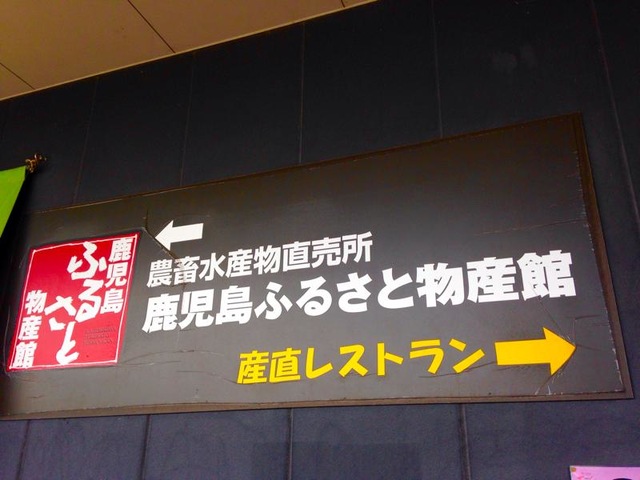 鹿児島
ふるさと
物産館
農畜水産物直売所
鹿児島ふるさと物産館
産直レストラン